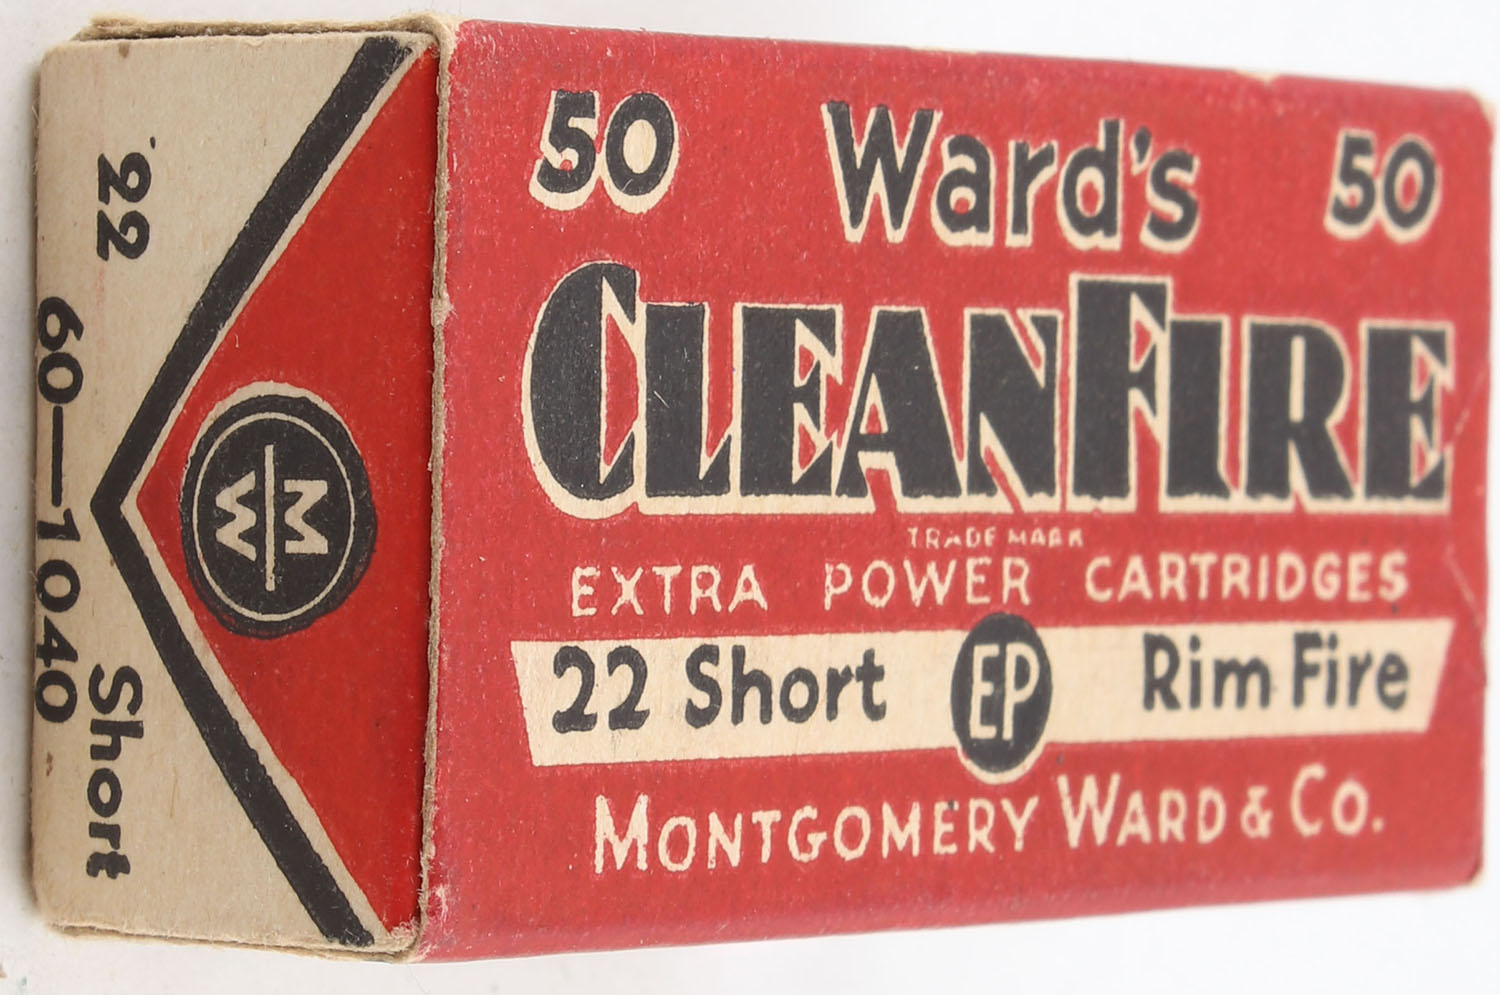 50 Ward's 50
CLEANFIRE
TRADE MARK
EXTRA POWER CARTRIDGES
22 Short EP Rim Fire
MONTGOMERY WARD & CO.
M
W
'22 Short
60—1040